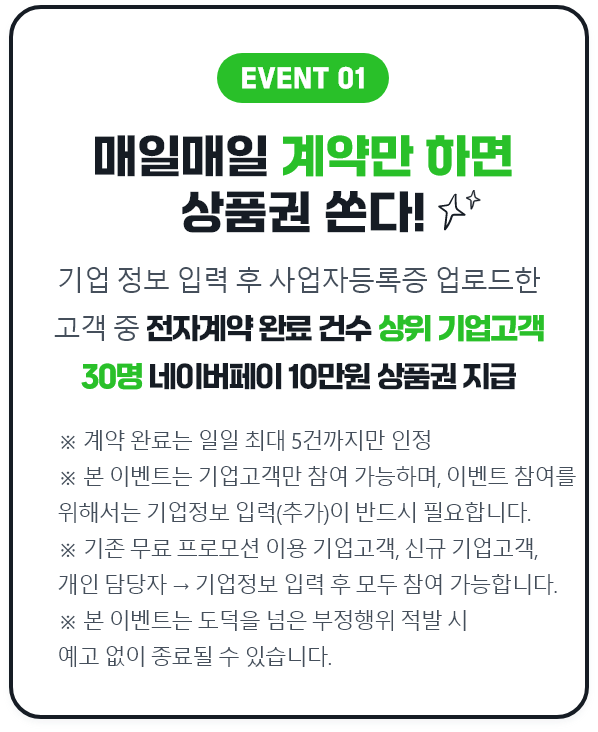 EVENT 01
매일매일 계약만 하면
상품권 쏜다!
기업 정보 입력 후 사업자등록증 업로드한
고객 중 전자계약 완료 건수 상위 기업고객
30명 네이버페이 10만원 상품권 지급
※ 계약 완료는 일일 최대 5건까지만 인정
※ 본 이벤트는 기업고객만 참여 가능하며, 이벤트 참여를
위해서는 기업정보 입력(추가)이 반드시 필요합니다.
※ 기존 무료 프로모션 이용 기업고객, 신규 기업고객,
개인 담당자 → 기업정보 입력 후 모두 참여 가능합니다.
※ 본 이벤트는 도덕을 넘은 부정행위 적발 시
예고 없이 종료될 수 있습니다.